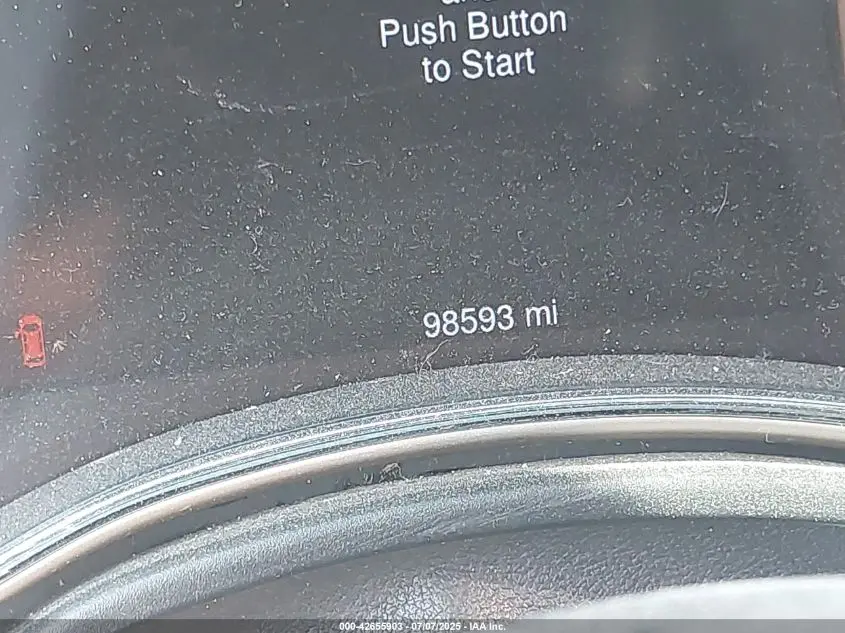 Push Button
to Start
98593 mi
000-42655903 - 07/07/2025 - IAA Inc.